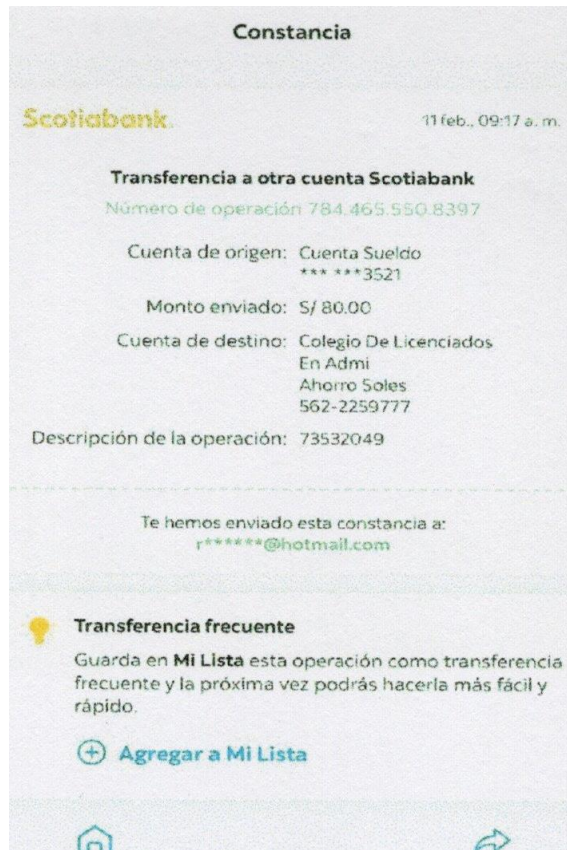 Constancia
Scotiabank.
11 feb., 09:17 a. m.
Transferencia a otra cuenta Scotiabank
Número de operación 784.465.550.8397
Cuenta de origen: Cuenta Sueldo
*** ***3521
Monto enviado: S/ 80.00
Cuenta de destino: Colegio De Licenciados
En Admi
Ahorro Soles
562-2259777
Descripción de la operación: 73532049
Te hemos enviado esta constancia a:
r******@hotmail.com
Transferencia frecuente
Guarda en Mi Lista esta operación como transferencia
frecuente y la próxima vez podrás hacerla más fácil y
rápido.
Agregar a Mi Lista